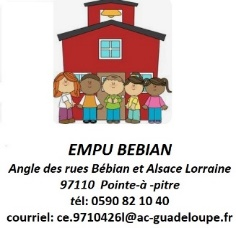 EMPU BEBIAN
Angle des rues Bébian et Alsace Lorraine
97110 Pointe-à -pitre
tél: 0590 82 10 40
courriel: ce.9710426l@ac-guadeloupe.fr